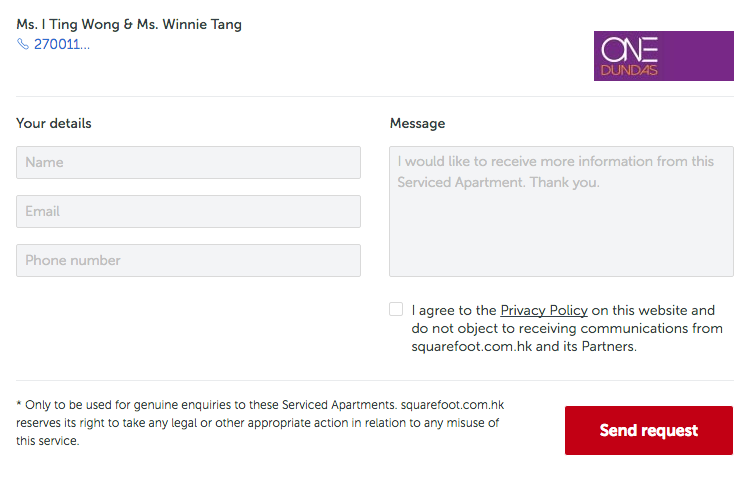 Ms. I Ting Wong & Ms. Winnie Tang
270011...
ONE
DUNDAS
Your details
Name
Email
Phone number
Message
I would like to receive more information from this
Serviced Apartment. Thank you.
I agree to the Privacy Policy on this website and
do not object to receiving communications from
squarefoot.com.hk and its Partners.
* Only to be used for genuine enquiries to these Serviced Apartments. squarefoot.com.hk
reserves its right to take any legal or other appropriate action in relation to any misuse of
this service.
Send request